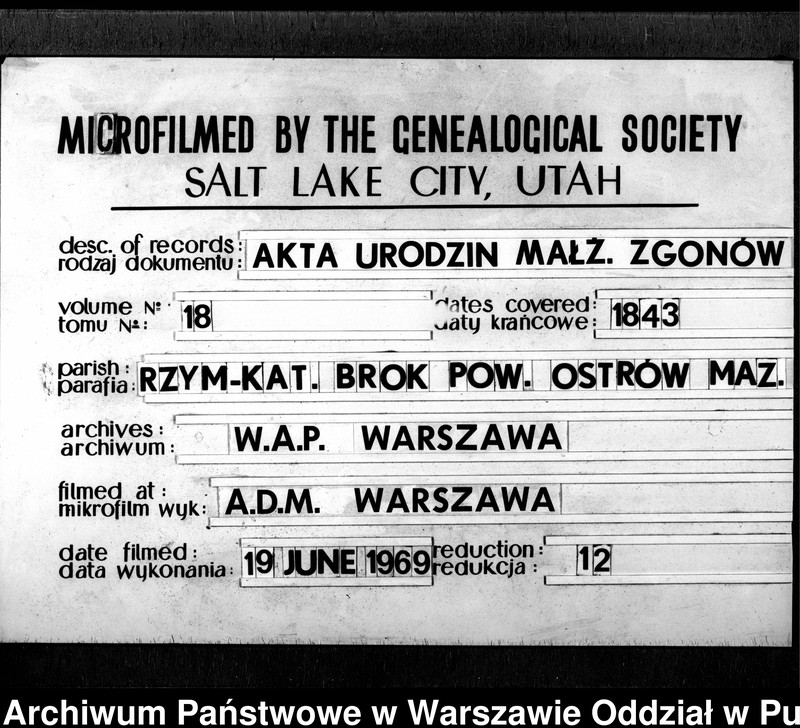 MICROFILMED BY THE GENEALOGICAL SOCIETY
SALT LAKE CITY, UTAH
desc. of records:
rodzaj dokumentu: AKTA URODZIN MAŁŻ. ZGONÓW
volume №· dates covered:
tomu №: 18 daty krańcowe: 1843
parish:
parafia: RZYM-KAT. BROK POW. OSTRÓW MAZ.
archives:
archiwum: W.A.P. WARSZAWA
filmed at:
mikrofilm wyk: A.D.M. WARSZAWA
date filmed: reduction:
data wykonania: 19 JUNE 1969 redukcja: 12
Archiwum Państwowe w Warszawie Oddział w Pu